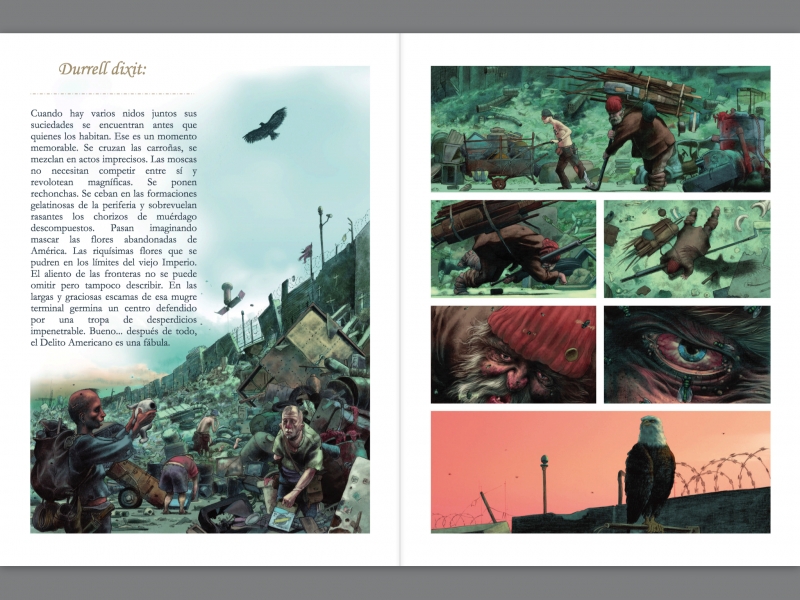 Durrell dixit:
Cuando hay varios nidos juntos sus
suciedades se encuentran antes que
quienes los habitan. Ese es un momento
memorable. Se cruzan las carroñas, se
mezclan en actos imprecisos. Las moscas
no necesitan competir entre sí y
revolotean magníficas. Se ponen
rechonchas. Se ceban en las formaciones
gelatinosas de la periferia y sobrevuelan
rasantes los chorizos de muérdago
descompuestos. Pasan imaginando
mascar las flores abandonadas de
América. Las riquísimas flores que se
pudren en los límites del viejo Imperio.
El aliento de las fronteras no se puede
omitir pero tampoco describir. En las
largas y graciosas escamas de esa mugre
terminal germina un centro defendido
por una tropa de desperdicios
impenetrable. Bueno... después de todo,
el Delito Americano es una fábula.